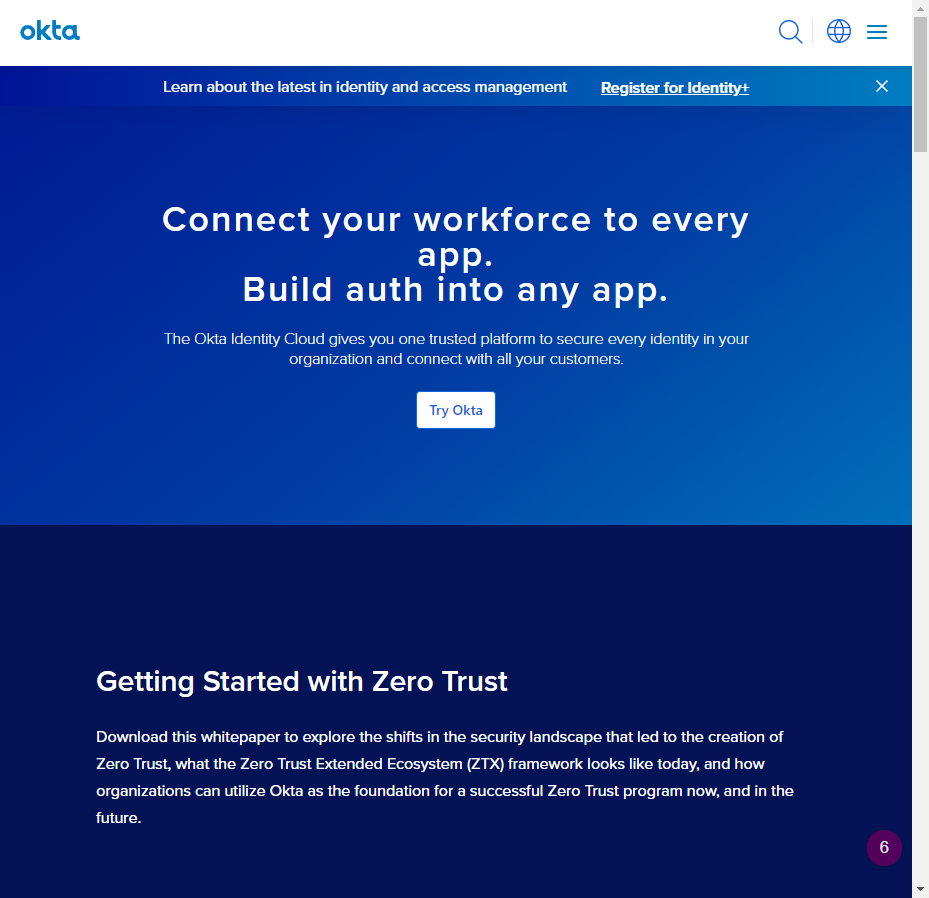 okta
Learn about the latest in identity and access management Register for Identity+
Connect your workforce to every
app.
Build auth into any app.
The Okta Identity Cloud gives you one trusted platform to secure every identity in your
organization and connect with all your customers.
Try Okta
Getting Started with Zero Trust
Download this whitepaper to explore the shifts in the security landscape that led to the creation of
Zero Trust, what the Zero Trust Extended Ecosystem (ZTX) framework looks like today, and how
organizations can utilize Okta as the foundation for a successful Zero Trust program now, and in the
future.
6